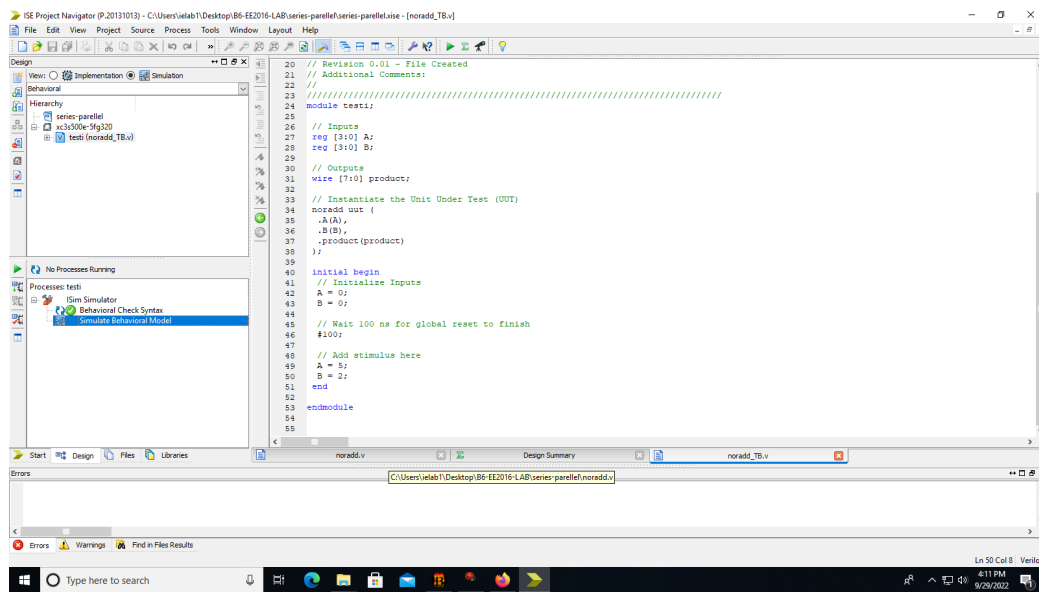 ISE Project Navigator (P.20131013) - C:\Users\ielab1\Desktop\B6-EE2016-LAB\series-parellel\series-parellel.xise - [noradd_TB.v]
File Edit View Project Source Process Tools Window Layout Help
Design
View: Implementation Simulation
Behavioral
Hierarchy
series-parellel
xc3s500e-5fg320
testi (noradd_TB.v)
No Processes Running
Processes: testi
ISim Simulator
Behavioral Check Syntax
Simulate Behavioral Model
20 // Revision 0.01 - File Created
21 // Additional Comments:
22 //
23 ////////////////////////////////////////////////////////////////////////////////
24 module testi;
25
26 // Inputs
27 reg [3:0] A;
28 reg [3:0] B;
29
30 // Outputs
31 wire [7:0] product;
32
33 // Instantiate the Unit Under Test (UUT)
34 noradd uut (
35 .A(A),
36 .B(B),
37 .product(product)
38 );
39
40 initial begin
41 // Initialize Inputs
42 A = 0;
43 B = 0;
44
45 // Wait 100 ns for global reset to finish
46 #100;
47
48 // Add stimulus here
49 A = 5;
50 B = 2;
51 end
52
53 endmodule
54
55
Start Design Files Libraries
noradd.v Design Summary noradd_TB.v
Errors
C:\Users\ielab1\Desktop\B6-EE2016-LAB\series-parellel\noradd.v
Errors Warnings Find in Files Results
Ln 50 Col 8 Verilo
Type here to search
4:11 PM
9/29/2022